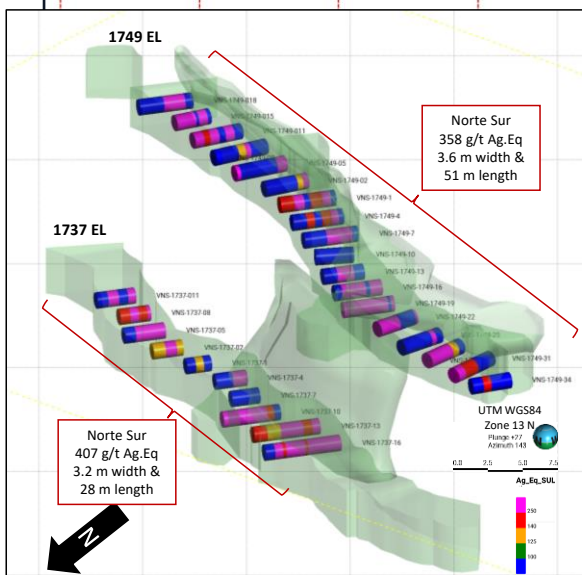 1749 EL
VNS-1749-818
VNS-1749-815
VNS-1749-811
VNS-1749-05
VNS-1749-02
VNS-1749-1
VNS-1749-4
VNS-1749-7
VNS-1749-10
VNS-1749-13
VNS-1749-16
VNS-1749-19
VNS-1749-22
VNS-1749-31
VNS-1749-34
Norte Sur
358 g/t Ag.Eq
3.6 m width &
51 m length
1737 EL
VNS-1737-011
VNS-1737-08
VNS-1737-05
VNS-1737-02
VNS-1737-4
VNS-1737-7
VNS-1737-10
VNS-1737-13
VNS-1737-16
Norte Sur
407 g/t Ag.Eq
3.2 m width &
28 m length
N
UTM WGS84
Zone 13 N
Plunge +27
Azimuth 143
0.0 2.5 5.0 7.5
Ag_Eq_SUL
250
140
125
100